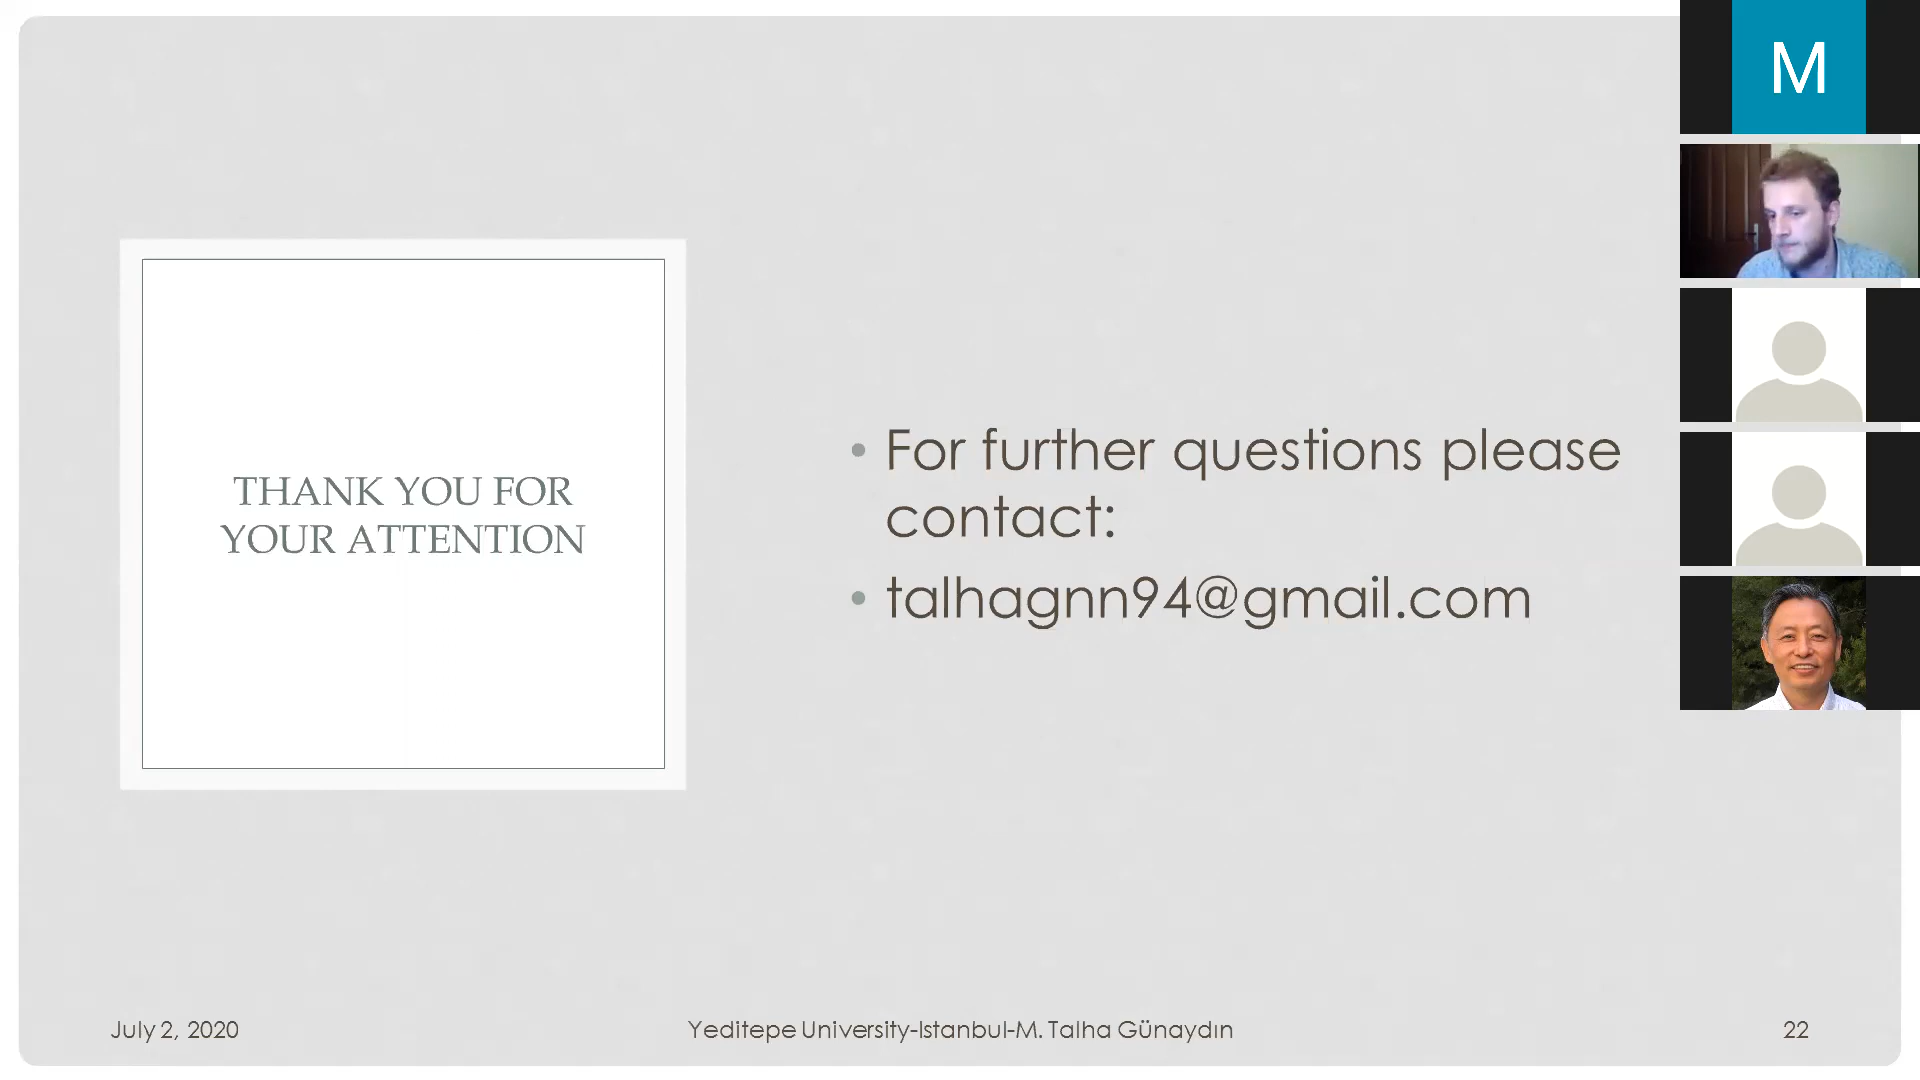 M
THANK YOU FOR
YOUR ATTENTION
• For further questions please
contact:
• talhagnn94@gmail.com
July 2, 2020
Yeditepe University-Istanbul-M. Talha Günaydın
22